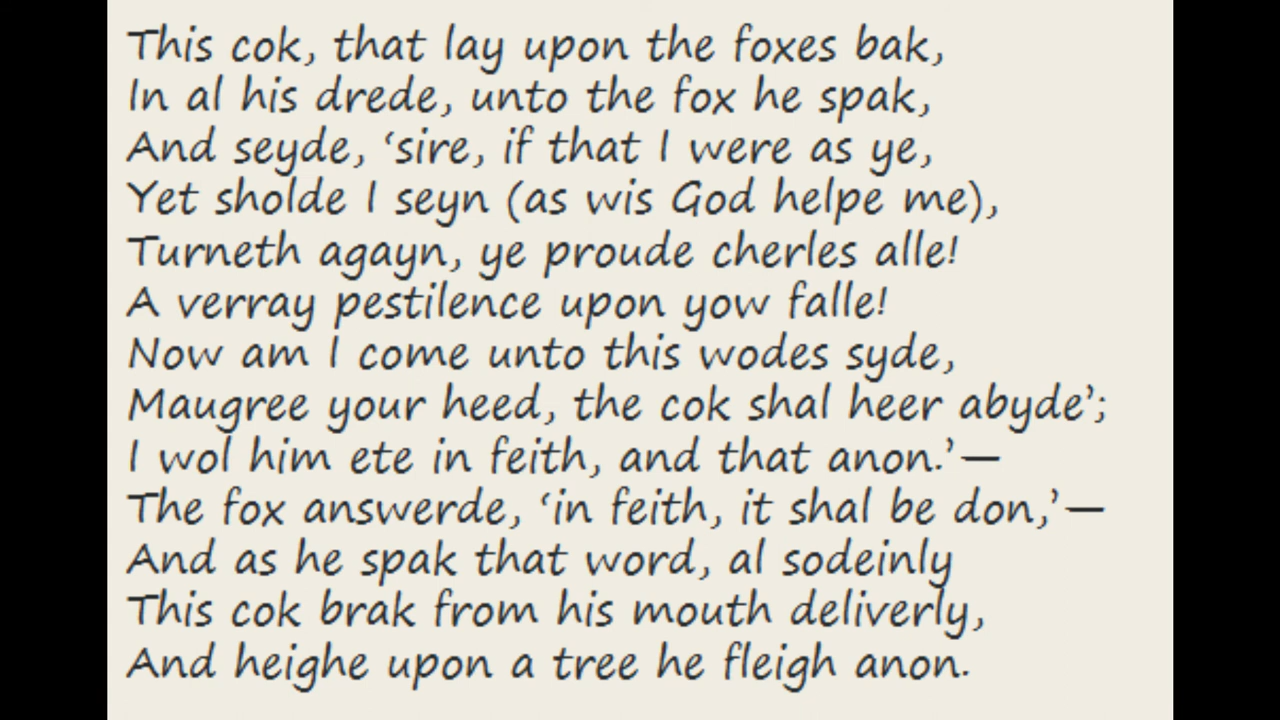 This cok, that lay upon the foxes bak,
In al his drede, unto the fox he spak,
And seyde, ‘sire, if that I were as ye,
Yet sholde I seyn (as wis God helpe me),
Turneth agayn, ye proude cherles alle!
A verray pestilence upon yow falle!
Now am I come unto this wodes syde,
Maugree your heed, the cok shal heer abyde’;
I wol him ete in feith, and that anon.’—
The fox answerde, ‘in feith, it shal be don,’—
And as he spak that word, al sodeinly
This cok brak from his mouth deliverly,
And heighe upon a tree he fleigh anon.